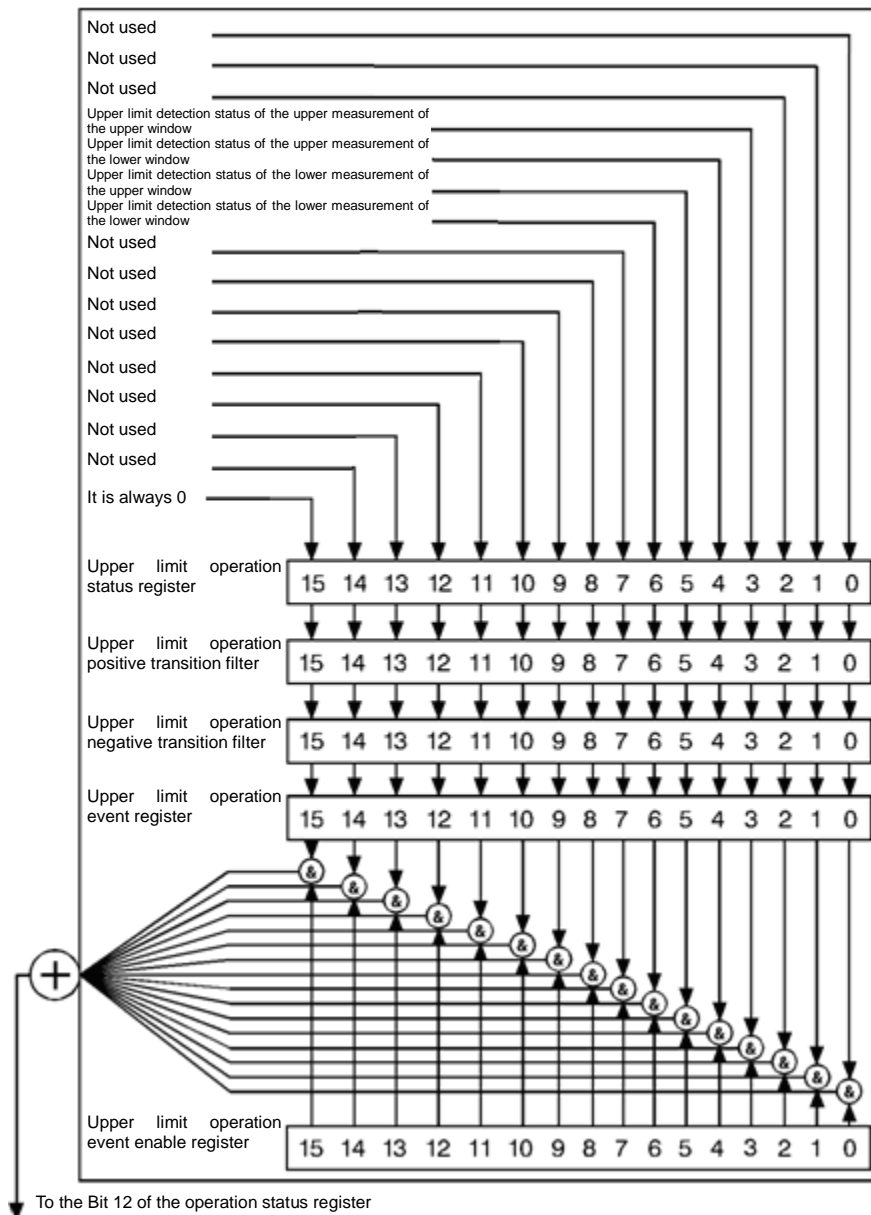 Not used
Not used
Not used
Upper limit detection status of the upper measurement of
the upper window
Upper limit detection status of the upper measurement of
the lower window
Upper limit detection status of the lower measurement of
the upper window
Upper limit detection status of the lower measurement of
the lower window
Not used
Not used
Not used
Not used
Not used
Not used
Not used
Not used
It is always 0
Upper limit operation
status register
15 14 13 12 11 10 9 8 7 6 5 4 3 2 1 0
Upper limit operation
positive transition filter
15 14 13 12 11 10 9 8 7 6 5 4 3 2 1 0
Upper limit operation
negative transition filter
15 14 13 12 11 10 9 8 7 6 5 4 3 2 1 0
Upper limit operation
event register
15 14 13 12 11 10 9 8 7 6 5 4 3 2 1 0
& & & & & & & & & & & & & & & &
+
Upper limit operation
event enable register
15 14 13 12 11 10 9 8 7 6 5 4 3 2 1 0
To the Bit 12 of the operation status register